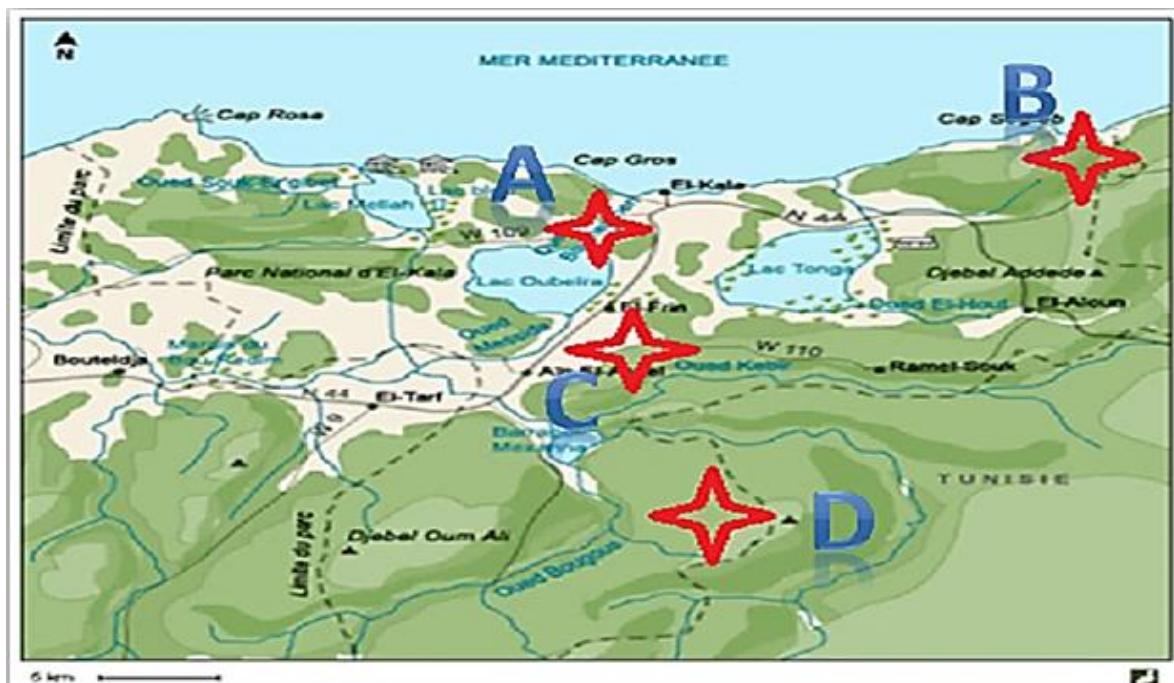 N
MER MEDITERRANEE
B
Cap Rosa
A
Cap Gros
El-Kala
Lac Mellah
N 44
W 109
Limite du parc
Parc National d'El-Kala
Lac Oubeira
Lac Tonga
Djebel Addede
Oued El-Hout
El-Aioun
Oued Messida
Bouteldja
W 110
Oued Kebir
Ramel-Souk
C
N 44
El-Tarf
W 9
TUNISIE
D
Djebel Oum Ali
Limite du parc
Oued Bougous
5 km